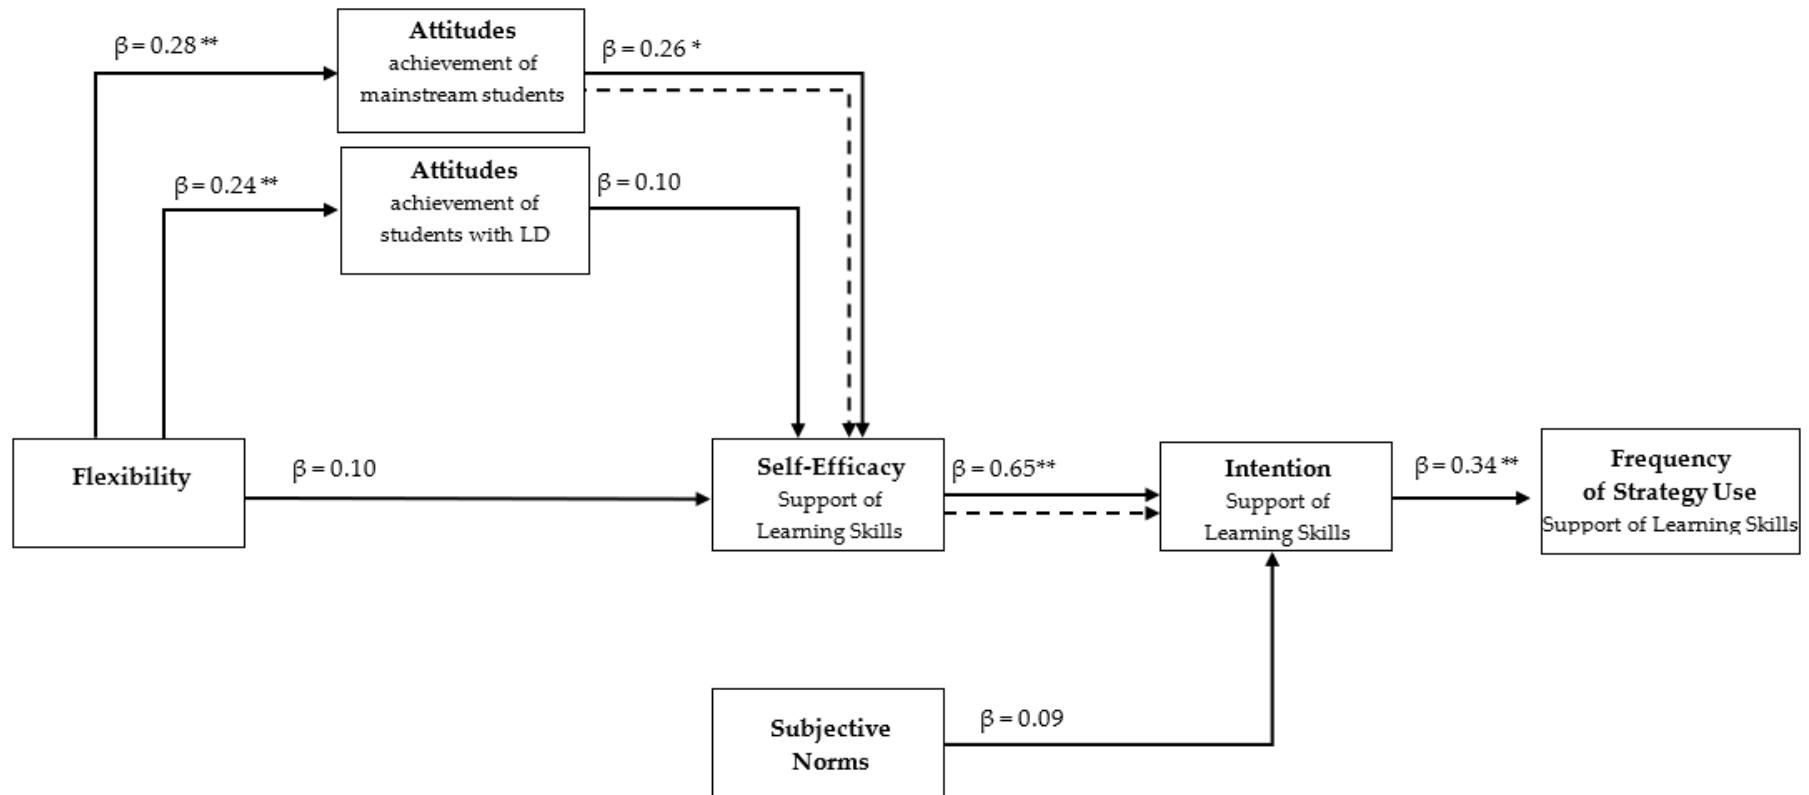 β = 0.28 **
Attitudes
achievement of
mainstream students
β = 0.26 *
β = 0.24 **
Attitudes
achievement of
students with LD
β = 0.10
Flexibility
β = 0.10
Self-Efficacy
Support of
Learning Skills
β = 0.65**
Intention
Support of
Learning Skills
β = 0.34 **
Frequency
of Strategy Use
Support of Learning Skills
Subjective
Norms
β = 0.09